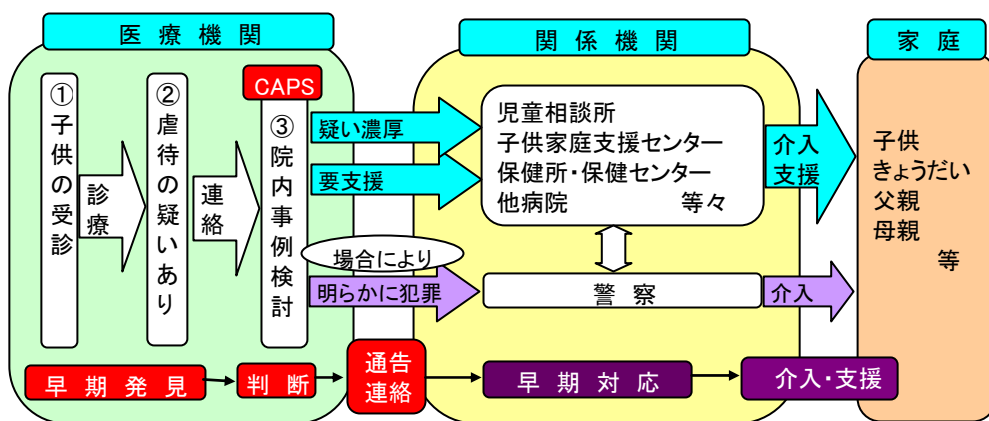 医療機関
関係機関
家庭
CAPS
①子供の受診
診療
②虐待の疑いあり
連絡
③院内事例検討
疑い濃厚
要支援
場合により
明らかに犯罪
児童相談所
子供家庭支援センター
保健所・保健センター
他病院　　　　等々
警察
介入
支援
介入
子供
きょうだい
父親
母親
等
早期発見
判断
通告
連絡
早期対応
介入・支援